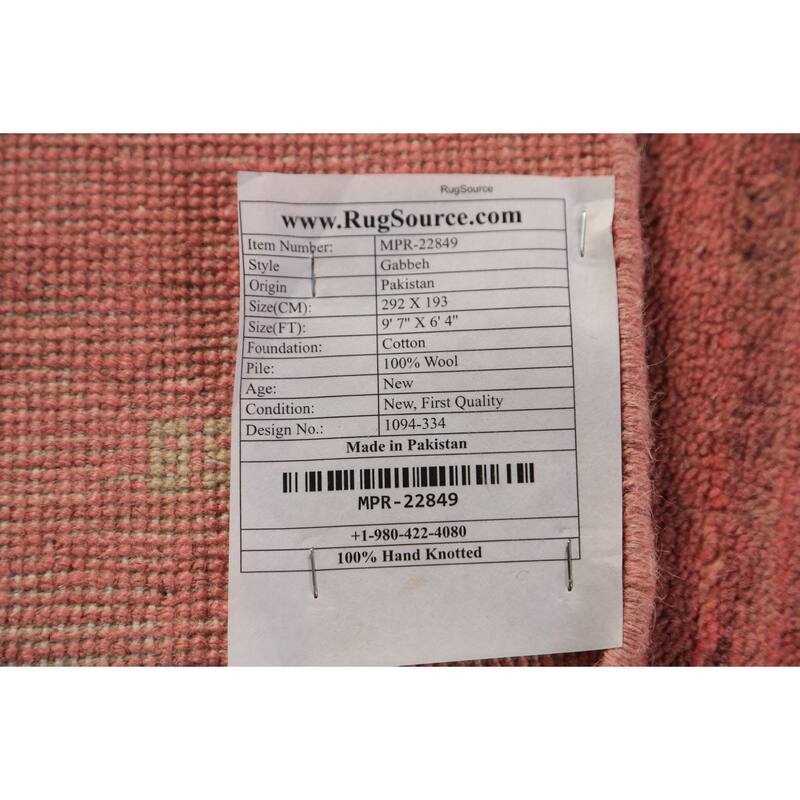 RugSource
www.RugSource.com
Item Number: MPR-22849
Style Gabbeh
Origin Pakistan
Size(CM): 292 X 193
Size(FT): 9' 7" X 6' 4"
Foundation: Cotton
Pile: 100% Wool
Age: New
Condition: New, First Quality
Design No.: 1094-334
Made in Pakistan
MPR-22849
+1-980-422-4080
100% Hand Knotted